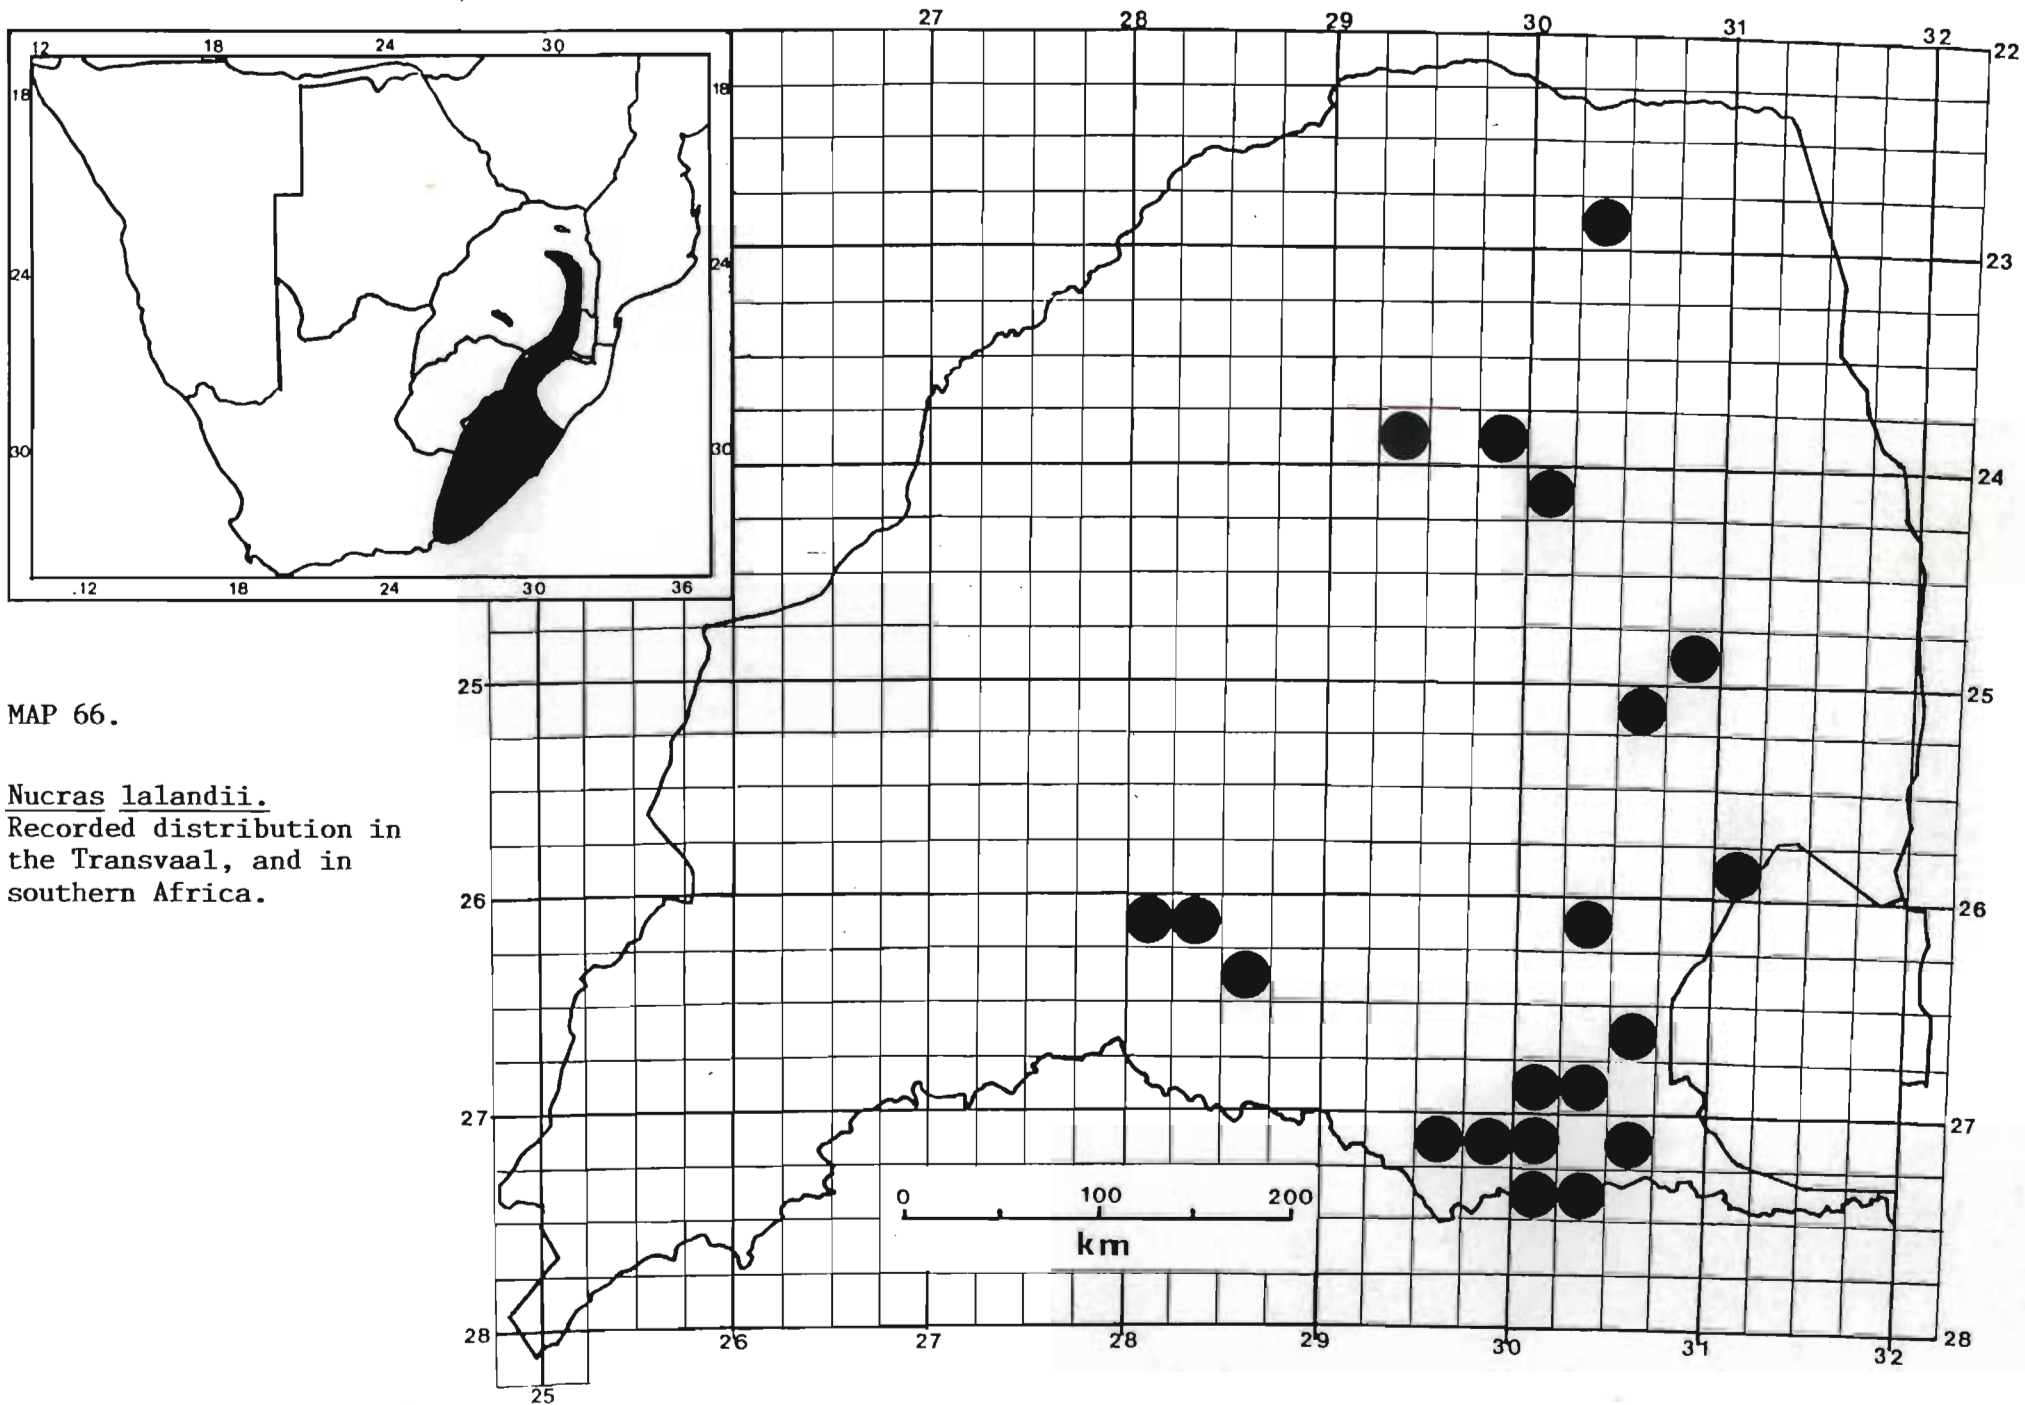 27 28 29 30 31 32
22
12 18 24 30
18 18
24 24
30 30
.12 18 24 30 36
23
24
25 25
MAP 66.
Nucras lalandii.
Recorded distribution in
the Transvaal, and in
southern Africa.
26 26
27 27
0 100 200
km
28 28
26 27 28 29 30 31 32
25